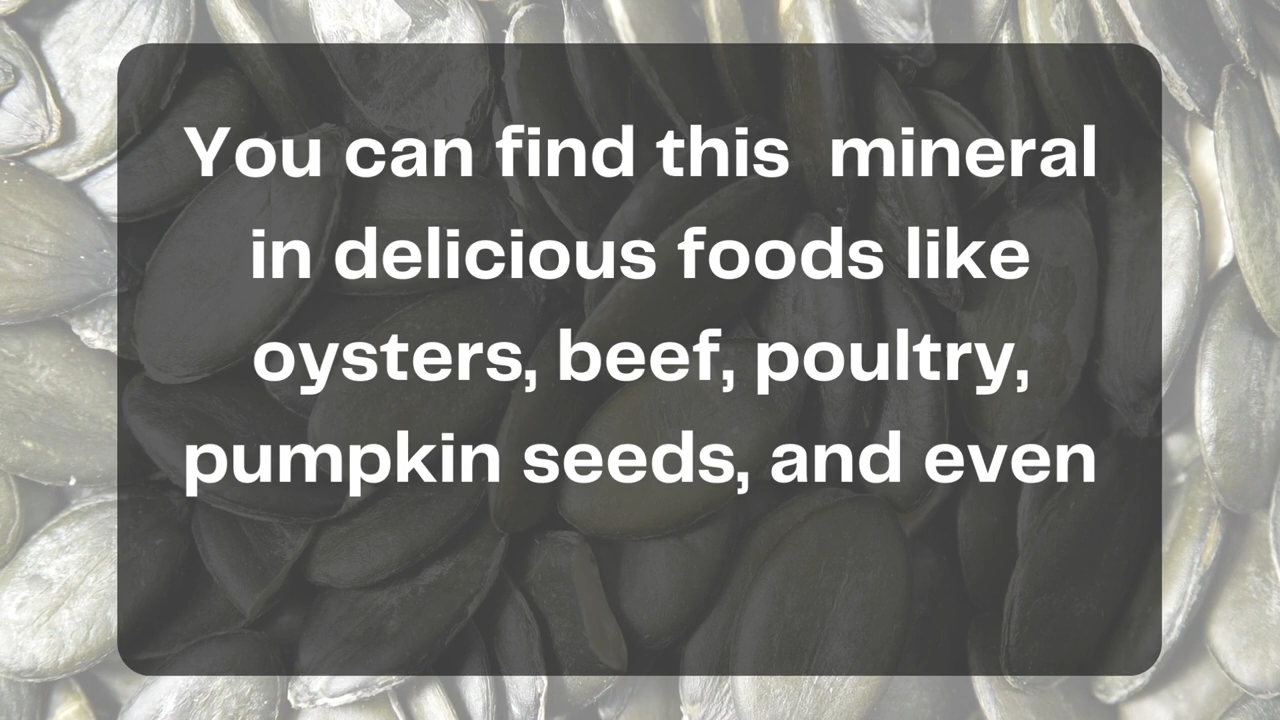 You can find this  mineral
in delicious foods like
oysters, beef, poultry,
pumpkin seeds, and even